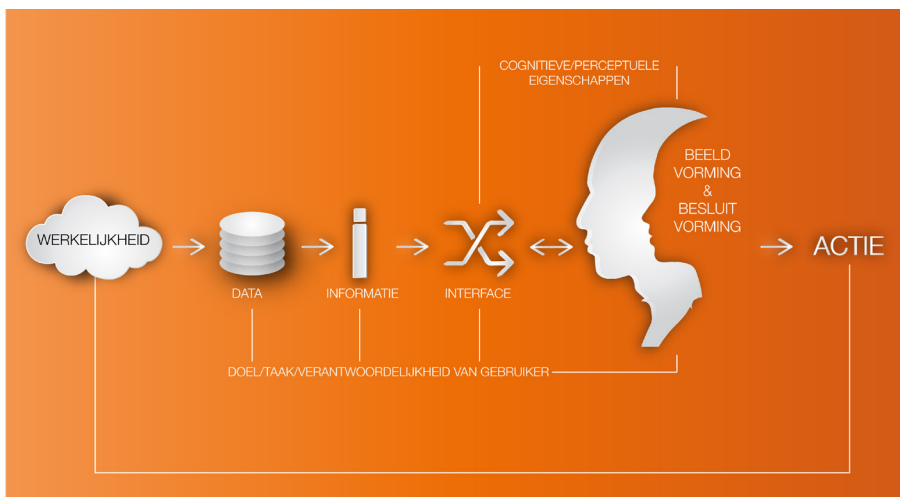 COGNITIEVE/PERCEPTUELE
EIGENSCHAPPEN
BEELD
VORMING
&
BESLUIT
VORMING
WERKELIJKHEID
ACTIE
DATA
INFORMATIE
INTERFACE
DOEL/TAAK/VERANTWOORDELIJKHEID VAN GEBRUIKER